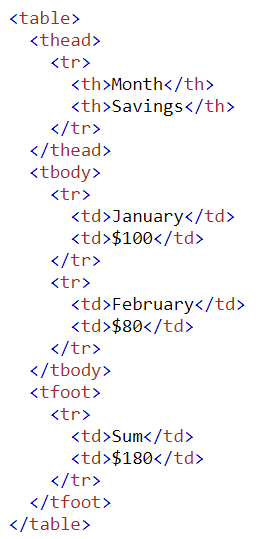 <table>
  <thead>
    <tr>
      <th>Month</th>
      <th>Savings</th>
    </tr>
  </thead>
  <tbody>
    <tr>
      <td>January</td>
      <td>$100</td>
    </tr>
    <tr>
      <td>February</td>
      <td>$80</td>
    </tr>
  </tbody>
  <tfoot>
    <tr>
      <td>Sum</td>
      <td>$180</td>
    </tr>
  </tfoot>
</table>